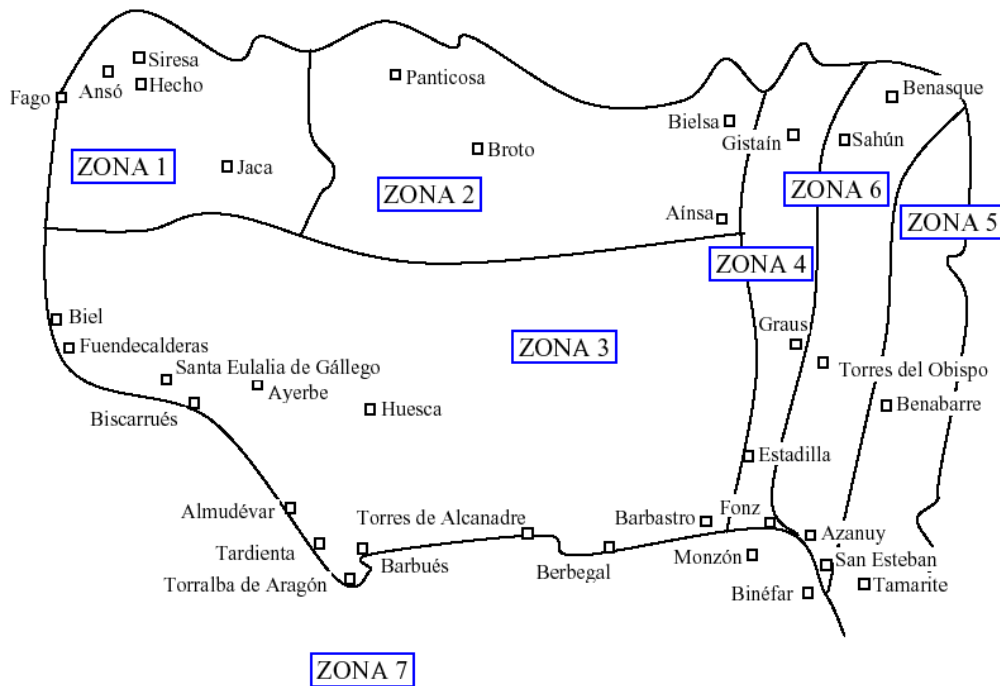 Siresa
Ansó
Hecho
Fago
Panticosa
Benasque
Bielsa
Gistaín
Sahún
Broto
ZONA 1
Jaca
ZONA 2
ZONA 6
Aínsa
ZONA 5
ZONA 4
Biel
Graus
Fuendecalderas
ZONA 3
Santa Eulalia de Gállego
Torres del Obispo
Ayerbe
Biscarrués
Huesca
Benabarre
Estadilla
Almudévar
Torres de Alcanadre
Barbastro
Fonz
Azanuy
Tardienta
Barbués
Berbegal
Monzón
San Esteban
Torralba de Aragón
Binéfar
Tamarite
ZONA 7